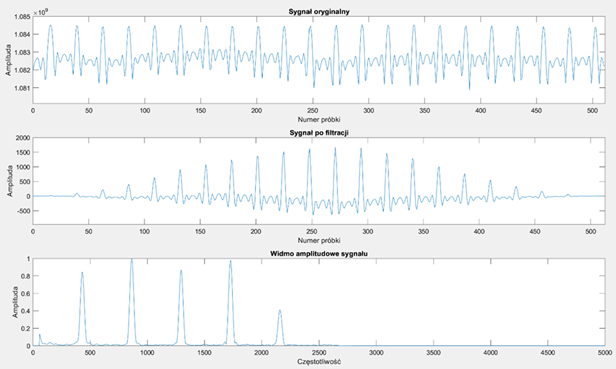 Sygnał oryginalny
×10⁹
1.085
1.084
1.083
1.082
1.081
Amplituda
0 50 100 150 200 250 300 350 400 450 500
Numer próbki
Sygnał po filtracji
2000
1500
1000
500
0
-500
Amplituda
0 50 100 150 200 250 300 350 400 450 500
Numer próbki
Widmo amplitudowe sygnału
1
0.8
0.6
0.4
0.2
0
Amplituda
0 500 1000 1500 2000 2500 3000 3500 4000 4500 5000
Częstotliwość